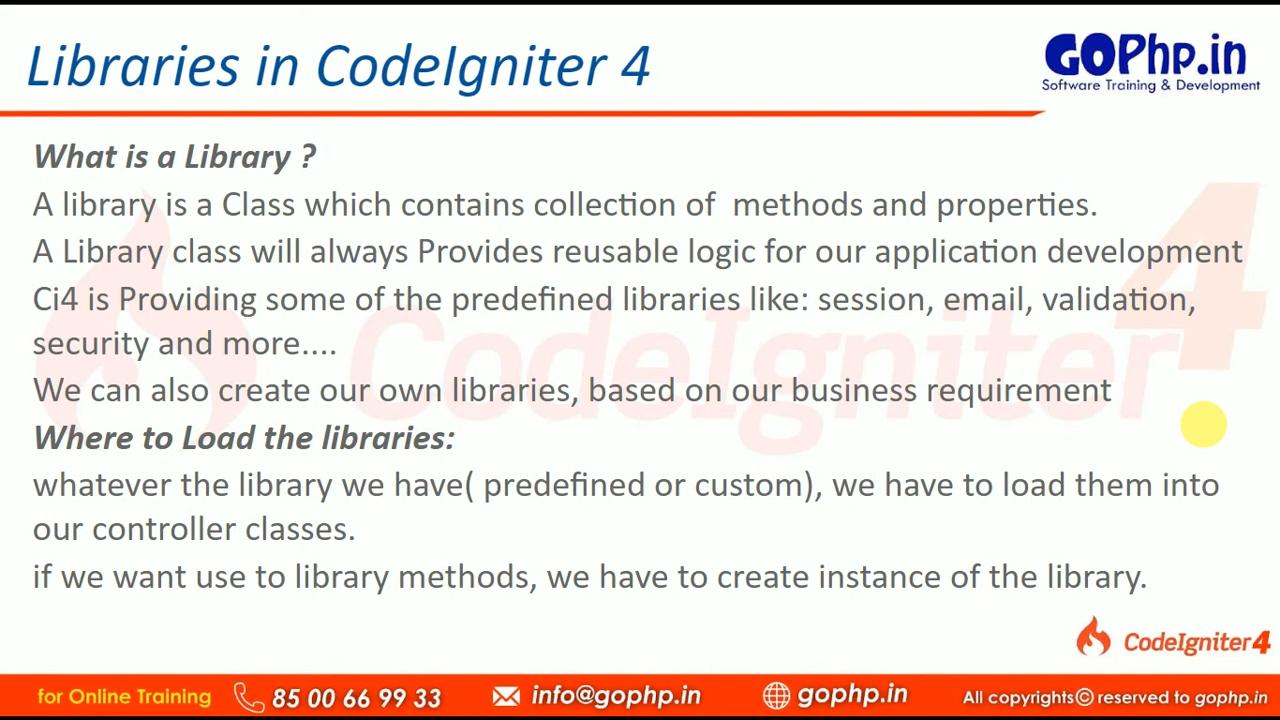 Libraries in CodeIgniter 4
GOPhp.in
Software Training & Development
What is a Library ?
A library is a Class which contains collection of  methods and properties.
A Library class will always Provides reusable logic for our application development
Ci4 is Providing some of the predefined libraries like: session, email, validation,
security and more....
We can also create our own libraries, based on our business requirement
Where to Load the libraries:
whatever the library we have( predefined or custom), we have to load them into
our controller classes.
if we want use to library methods, we have to create instance of the library.
CodeIgniter 4
CodeIgniter 4
for Online Training 85 00 66 99 33 info@gophp.in gophp.in All copyrights© reserved to gophp.in